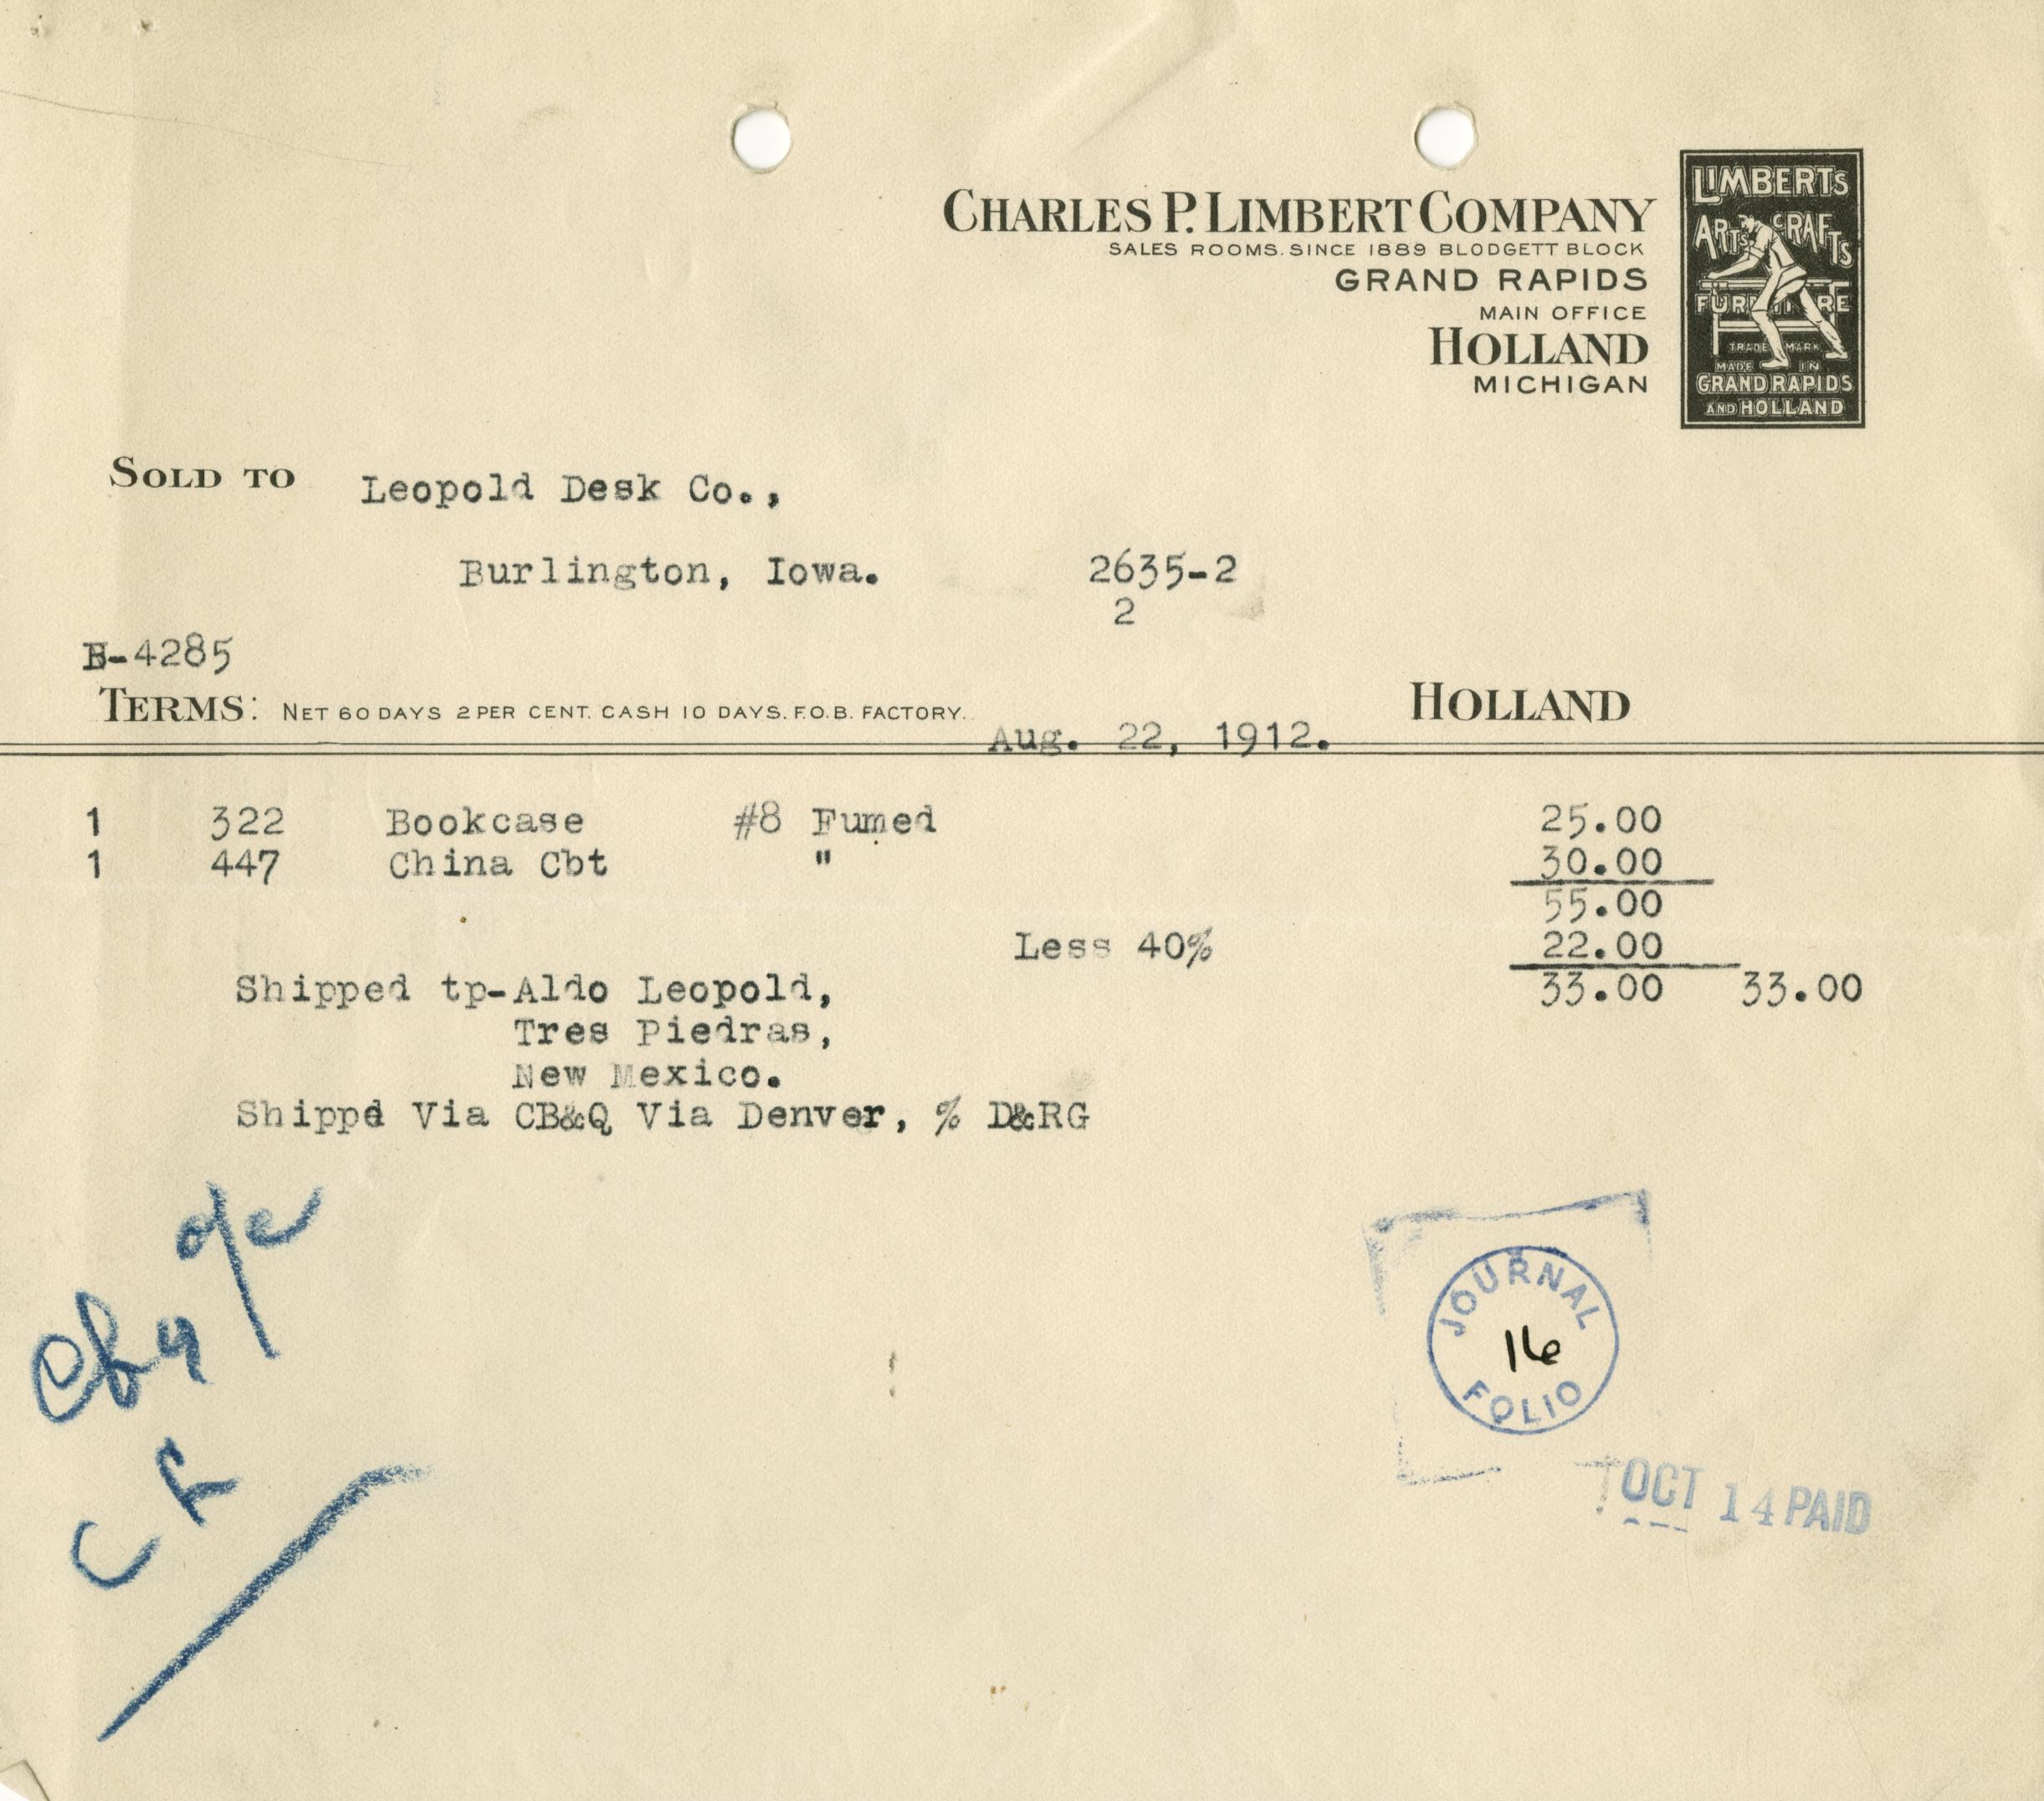 CHARLES P. LIMBERT COMPANY
SALES ROOMS. SINCE 1889 BLODGETT BLOCK
GRAND RAPIDS
MAIN OFFICE
HOLLAND
MICHIGAN
LIMBERTS
ARTS CRAFTS
FURNITURE
TRADE MARK
MADE IN
GRAND RAPIDS
AND HOLLAND
SOLD TO Leopold Desk Co.,
Burlington, Iowa. 2635-2
2
B-4285
TERMS: NET 60 DAYS 2 PER CENT. CASH 10 DAYS. F.O.B. FACTORY. HOLLAND
Aug. 22, 1912.
1 322 Bookcase #8 Fumed 25.00
1 447 China Cbt " 30.00
55.00
Less 40% 22.00
Shipped tp-Aldo Leopold, 33.00 33.00
Tres Piedras,
New Mexico.
Shippd Via CB&Q Via Denver, % D&RG
JOURNAL
16
FOLIO
OCT 14 PAID